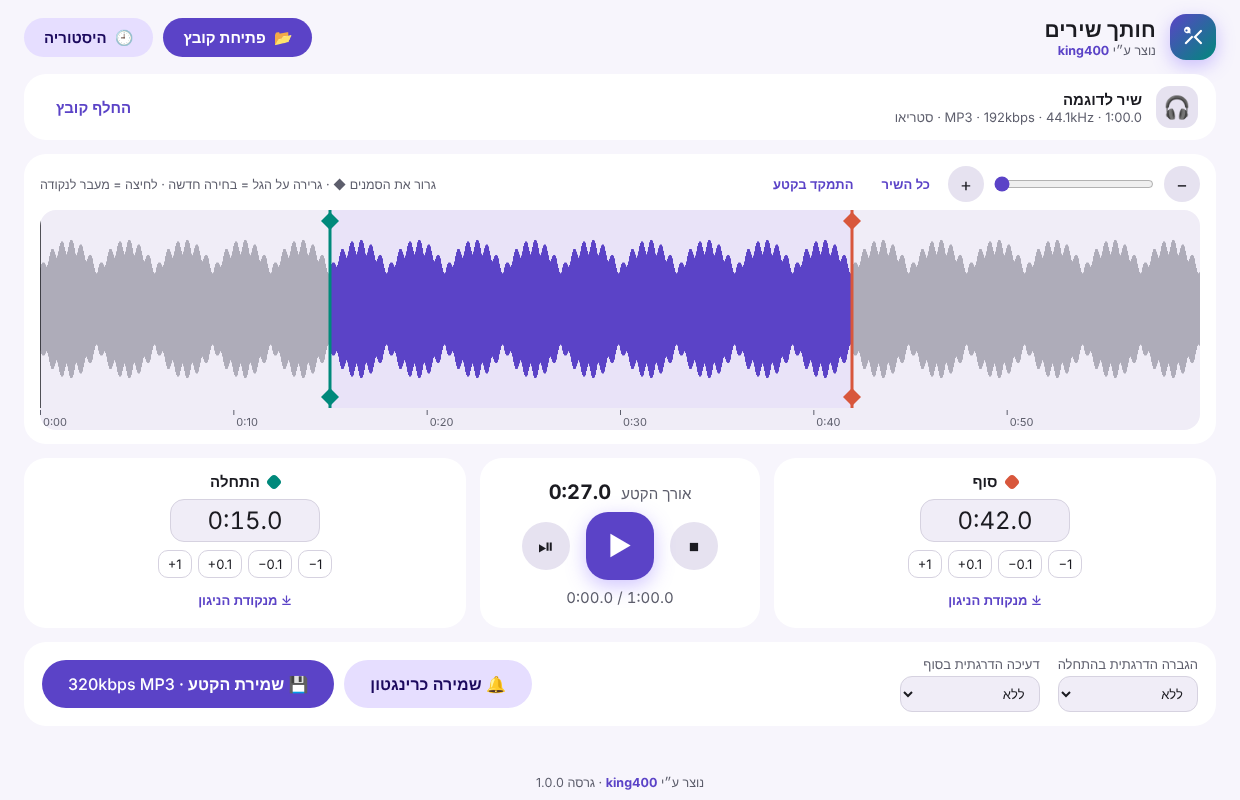 חותך שירים
נוצר ע״י king400
📂 פתיחת קובץ
🕘 היסטוריה
שיר לדוגמה
1:00.0 · 44.1kHz · 192kbps · MP3 · סטריאו
החלף קובץ
−
+
כל השיר
התמקד בקטע
גרור את הסמנים ◆ · גרירה על הגל = בחירה חדשה · לחיצה = מעבר לנקודה
0:00 0:10 0:20 0:30 0:40 0:50
סוף
0:42.0
+1 +0.1 −0.1 −1
מנקודת הניגון
אורך הקטע 0:27.0
0:00.0 / 1:00.0
התחלה
0:15.0
+1 +0.1 −0.1 −1
מנקודת הניגון
הגברה הדרגתית בהתחלה
ללא
דעיכה הדרגתית בסוף
ללא
🔔 שמירה כרינגטון
💾 שמירת הקטע · 320kbps MP3
נוצר ע״י king400 · גרסה 1.0.0